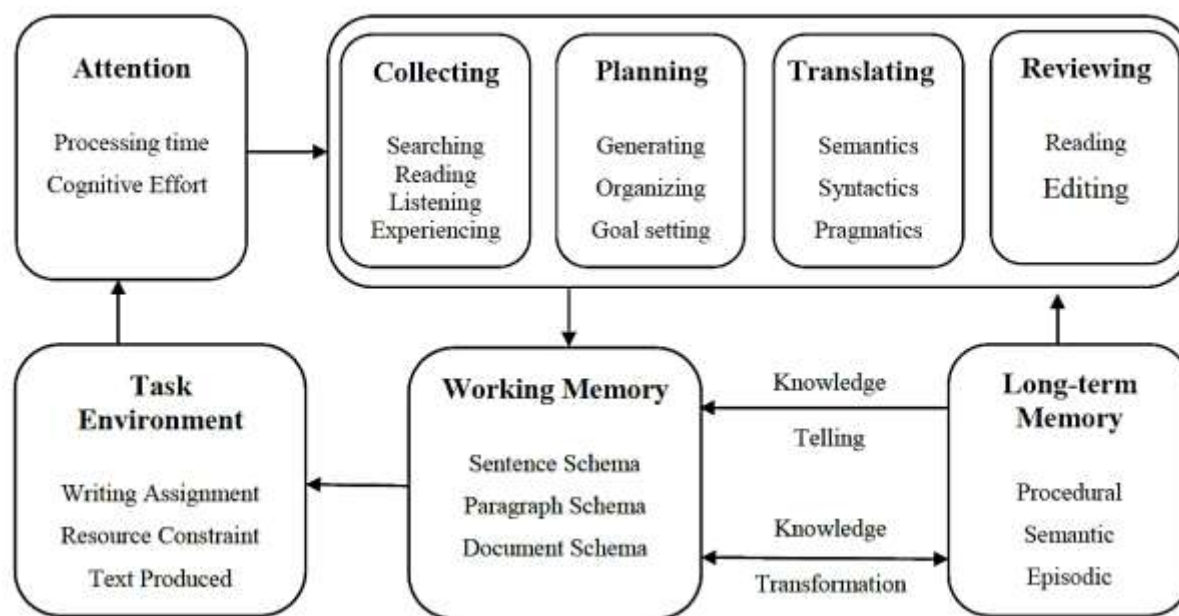 Attention
Processing time
Cognitive Effort
Collecting
Searching
Reading
Listening
Experiencing
Planning
Generating
Organizing
Goal setting
Translating
Semantics
Syntactics
Pragmatics
Reviewing
Reading
Editing
Task
Environment
Writing Assignment
Resource Constraint
Text Produced
Working Memory
Sentence Schema
Paragraph Schema
Document Schema
Knowledge
Telling
Knowledge
Transformation
Long-term
Memory
Procedural
Semantic
Episodic